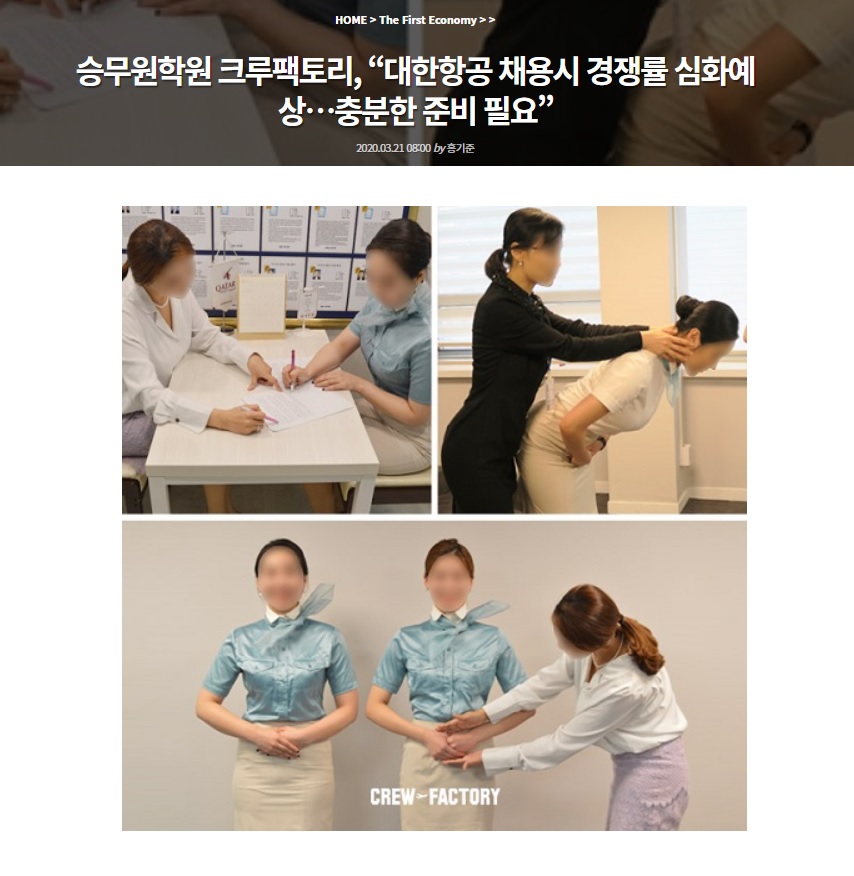 HOME > The First Economy > >
승무원학원 크루팩토리, “대한항공 채용시 경쟁률 심화예
상…충분한 준비 필요”
2020.03.21 08:00 by 홍기준
QATAR
CREW FACTORY